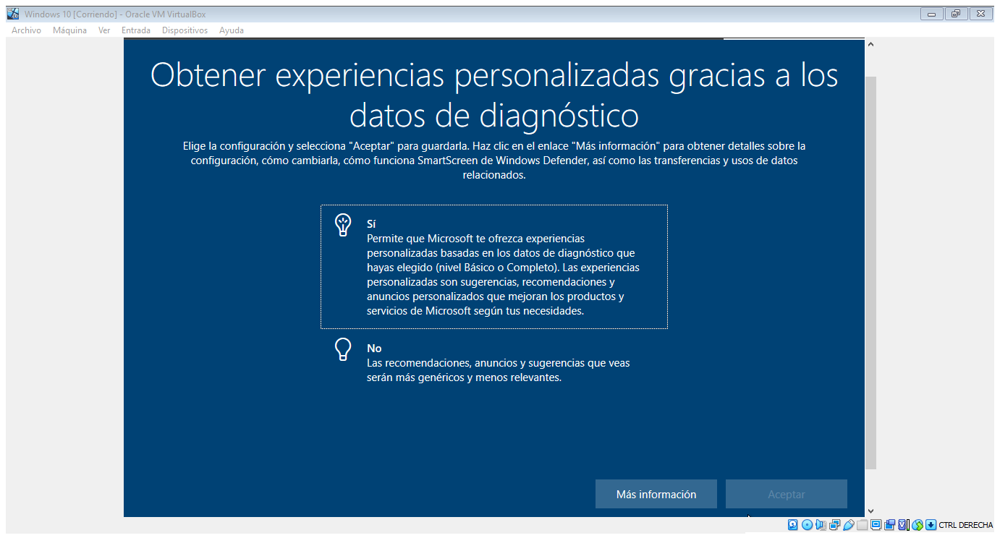 Windows 10 [Corriendo] - Oracle VM VirtualBox
Archivo Máquina Ver Entrada Dispositivos Ayuda
Obtener experiencias personalizadas gracias a los
datos de diagnóstico
Elige la configuración y selecciona "Aceptar" para guardarla. Haz clic en el enlace "Más información" para obtener detalles sobre la
configuración, cómo cambiarla, cómo funciona SmartScreen de Windows Defender, así como las transferencias y usos de datos
relacionados.
Sí
Permite que Microsoft te ofrezca experiencias
personalizadas basadas en los datos de diagnóstico que
hayas elegido (nivel Básico o Completo). Las experiencias
personalizadas son sugerencias, recomendaciones y
anuncios personalizados que mejoran los productos y
servicios de Microsoft según tus necesidades.
No
Las recomendaciones, anuncios y sugerencias que veas
serán más genéricos y menos relevantes.
Más información Aceptar
CTRL DERECHA